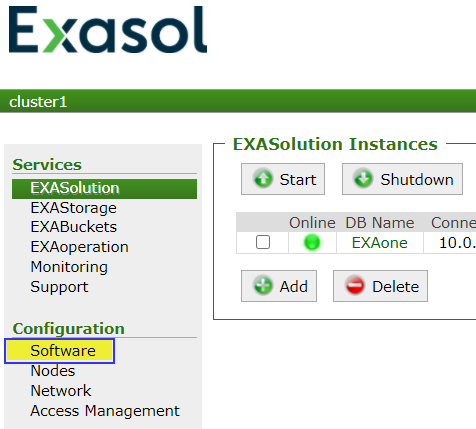 Exasol
cluster1
Services
EXASolution
EXAStorage
EXABuckets
EXAoperation
Monitoring
Support
Configuration
Software
Nodes
Network
Access Management
EXASolution Instances
Start
Shutdown
Online DB Name Conne
EXAone 10.0.
Add
Delete